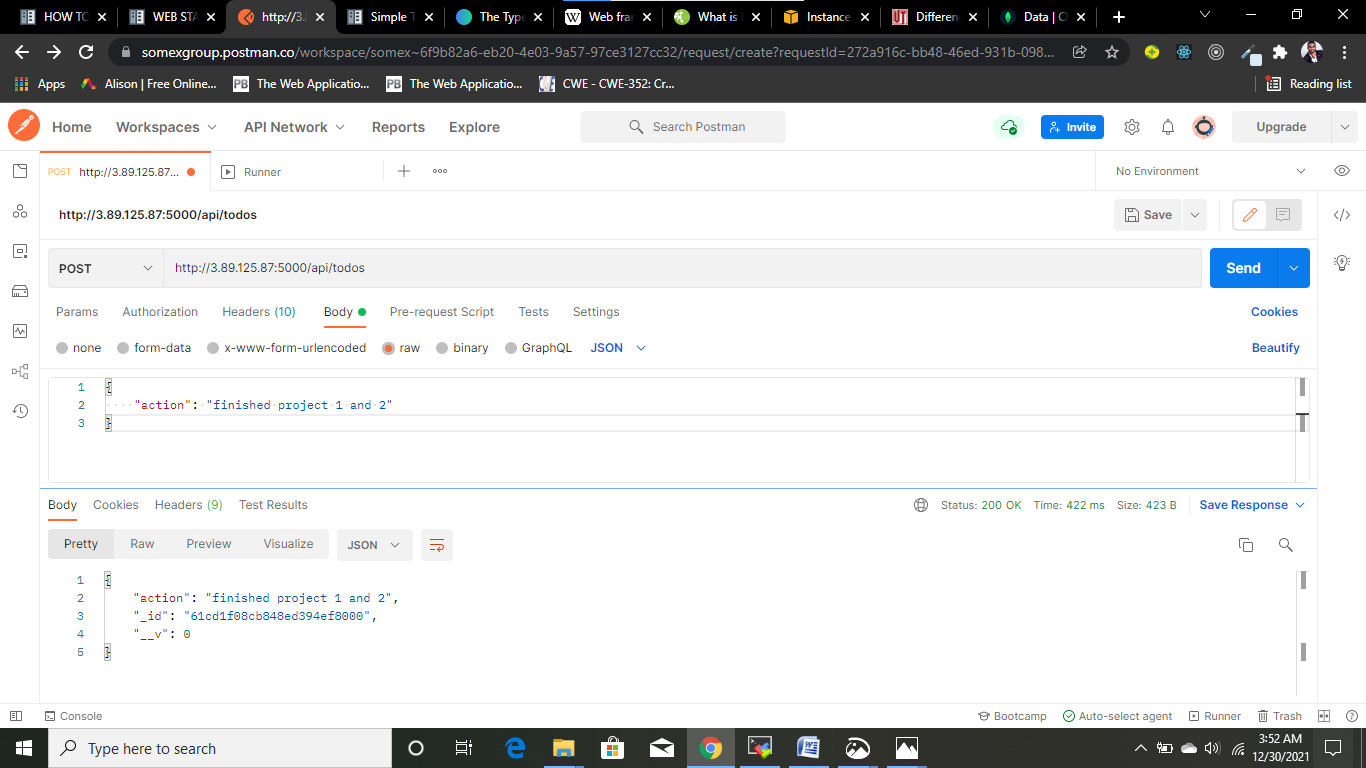 HOW TO
WEB STA
http://3.
Simple T
The Type
Web fra
What is
Instance
Differen
Data | C
somexgroup.postman.co/workspace/somex~6f9b82a6-eb20-4e03-9a57-97ce3127cc32/request/create?requestId=272a916c-bb48-46ed-931b-098...
Apps
Alison | Free Online...
PB The Web Applicatio...
PB The Web Applicatio...
CWE - CWE-352: Cr...
Reading list
Home
Workspaces
API Network
Reports
Explore
Search Postman
Invite
Upgrade
POST http://3.89.125.87...
Runner
No Environment
http://3.89.125.87:5000/api/todos
Save
POST
http://3.89.125.87:5000/api/todos
Send
Params
Authorization
Headers (10)
Body
Pre-request Script
Tests
Settings
Cookies
none
form-data
x-www-form-urlencoded
raw
binary
GraphQL
JSON
Beautify
1 {
2 "action": "finished project 1 and 2"
3 }
Body
Cookies
Headers (9)
Test Results
Status: 200 OK
Time: 422 ms
Size: 423 B
Save Response
Pretty
Raw
Preview
Visualize
JSON
1 {
2 "action": "finished project 1 and 2",
3 "_id": "61cd1f08cb848ed394ef8000",
4 "__v": 0
5 }
Console
Bootcamp
Auto-select agent
Runner
Trash
Type here to search
3:52 AM
12/30/2021